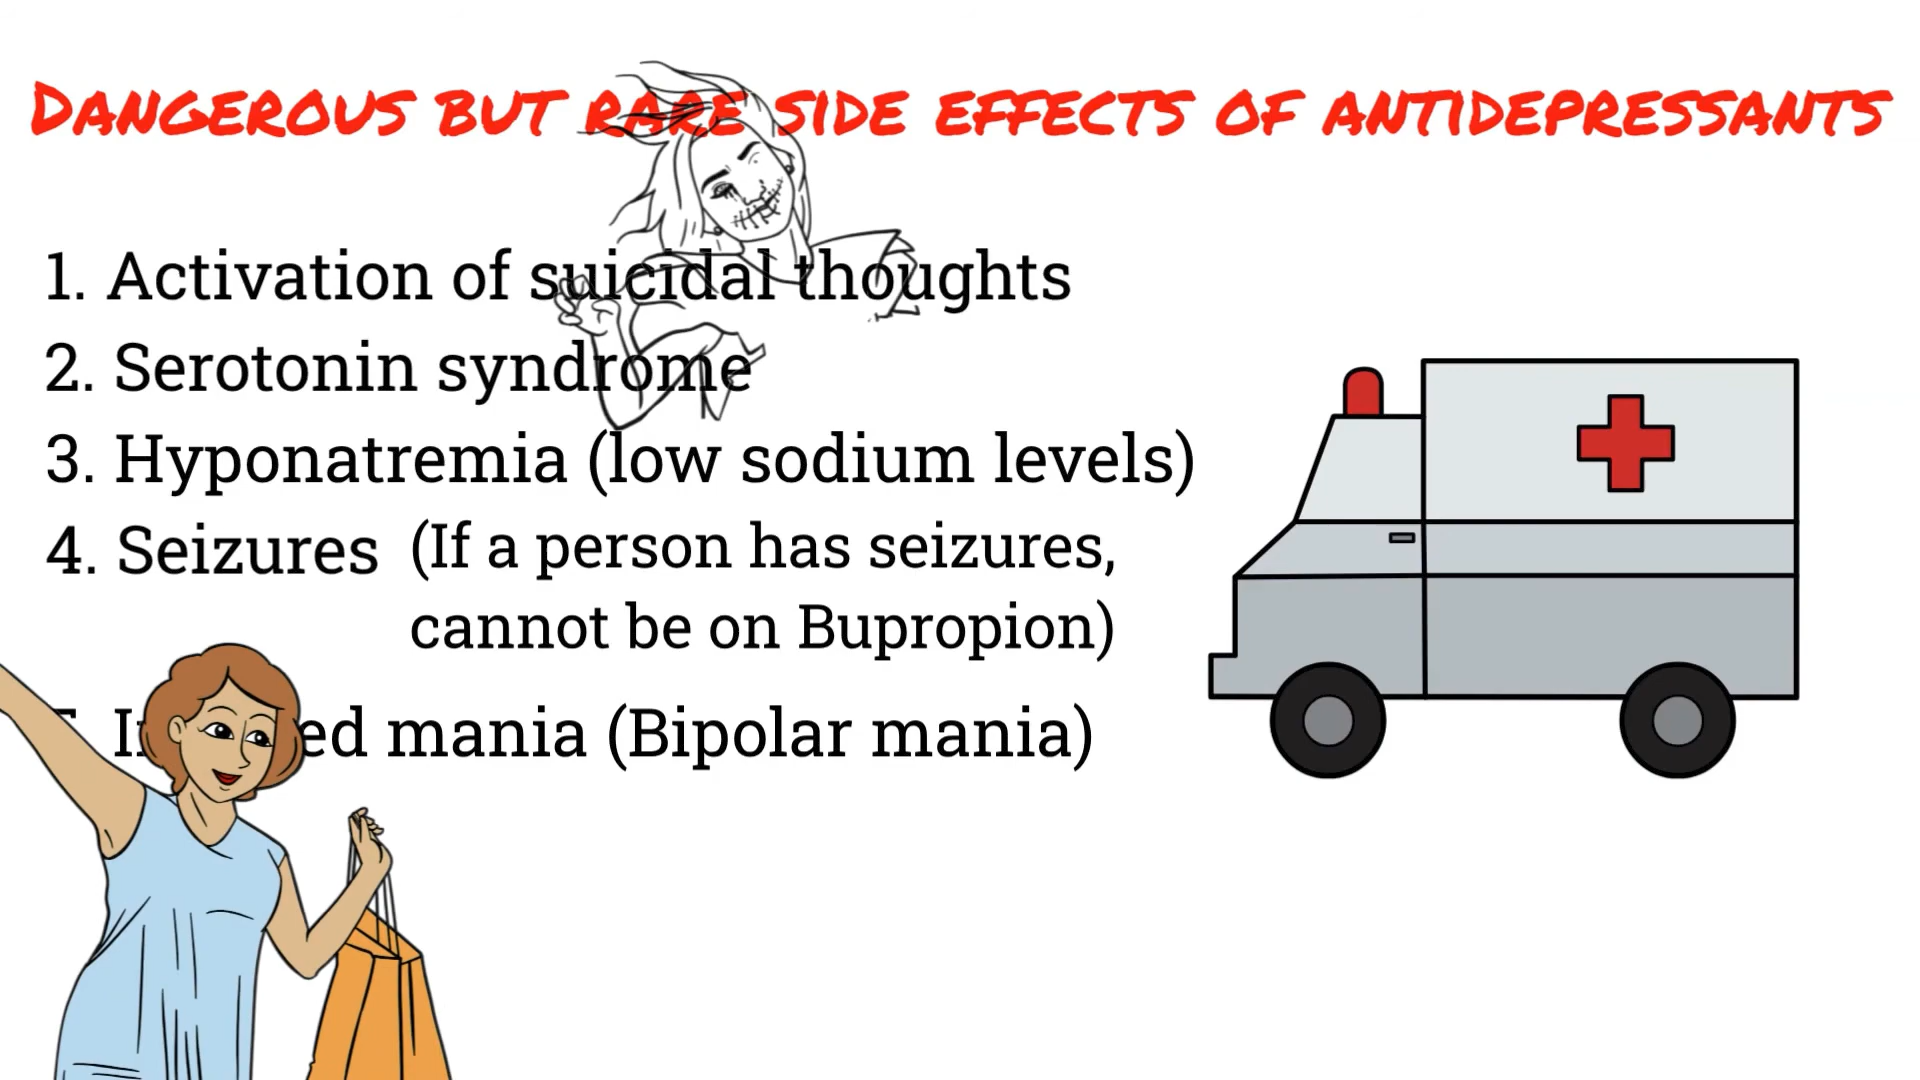 DANGEROUS BUT RARE SIDE EFFECTS OF ANTIDEPRESSANTS
1. Activation of suicidal thoughts
2. Serotonin syndrome
3. Hyponatremia (low sodium levels)
4. Seizures (If a person has seizures,
cannot be on Bupropion)
mania (Bipolar mania)